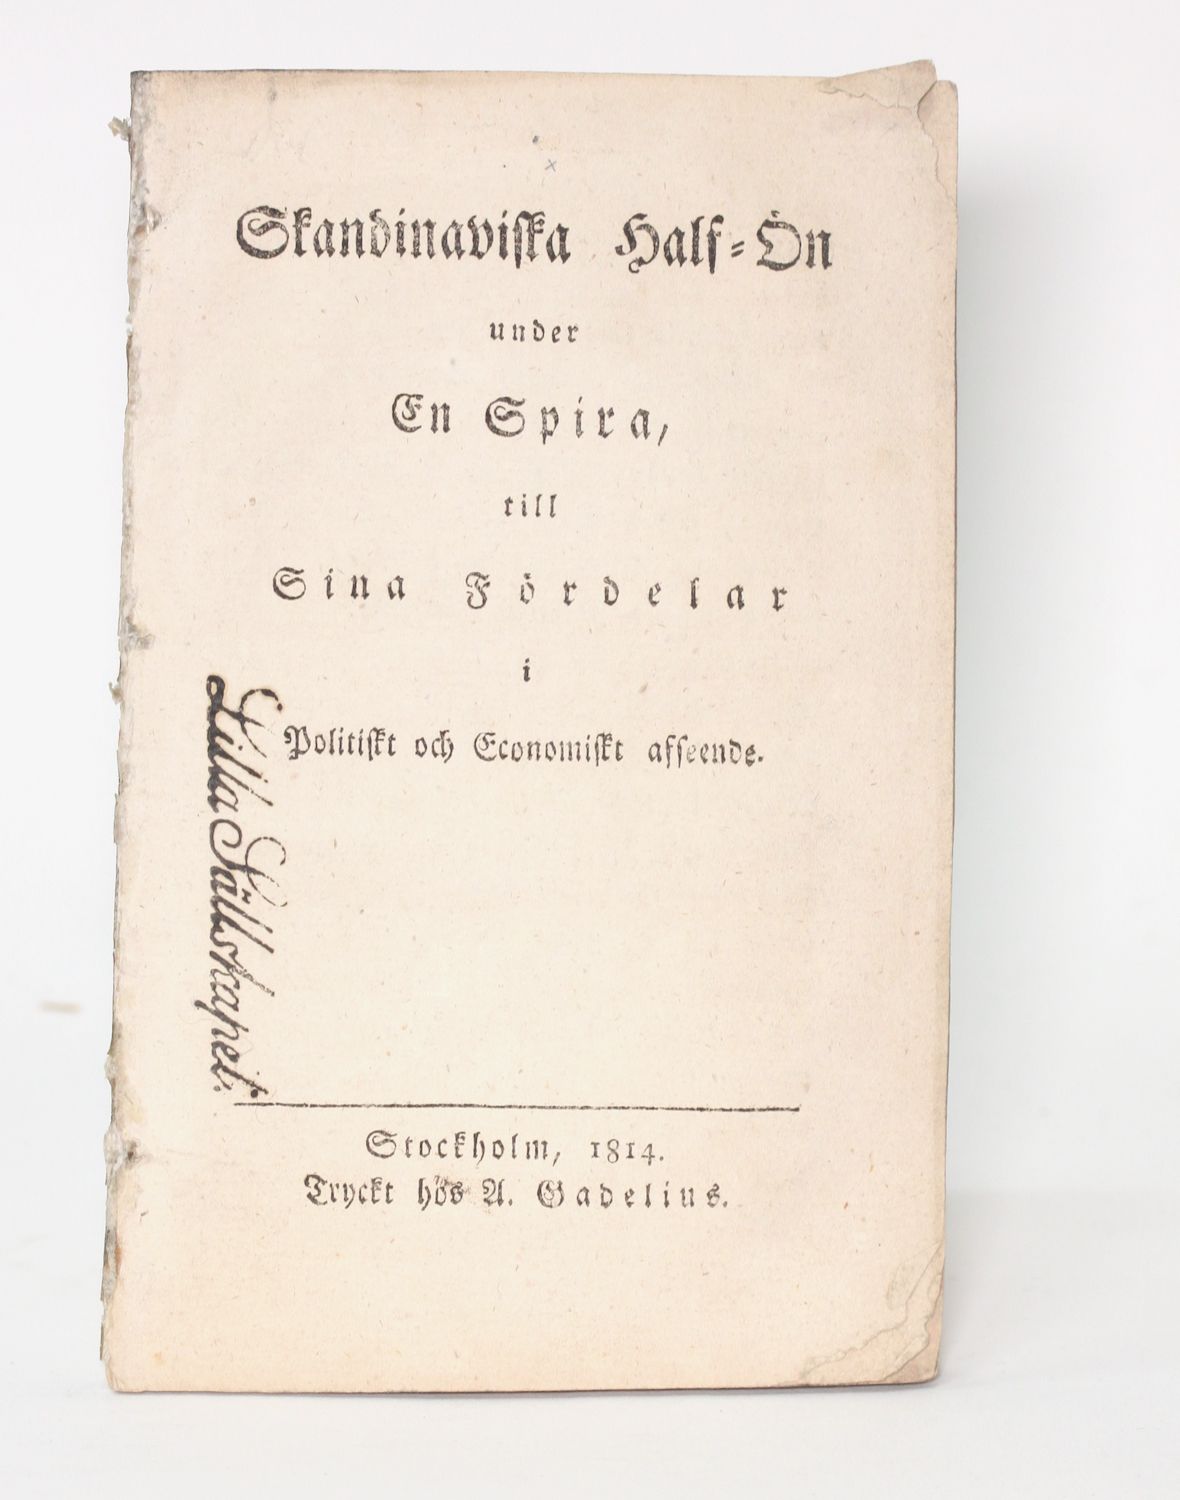 Skandinaviska Half-Ön
under
En Spira,
till
Sina Fördelar
i
Politiskt och Economiskt afseende.
Lilla Sällskapet.
Stockholm, 1814.
Tryckt hos A. Gadelius.